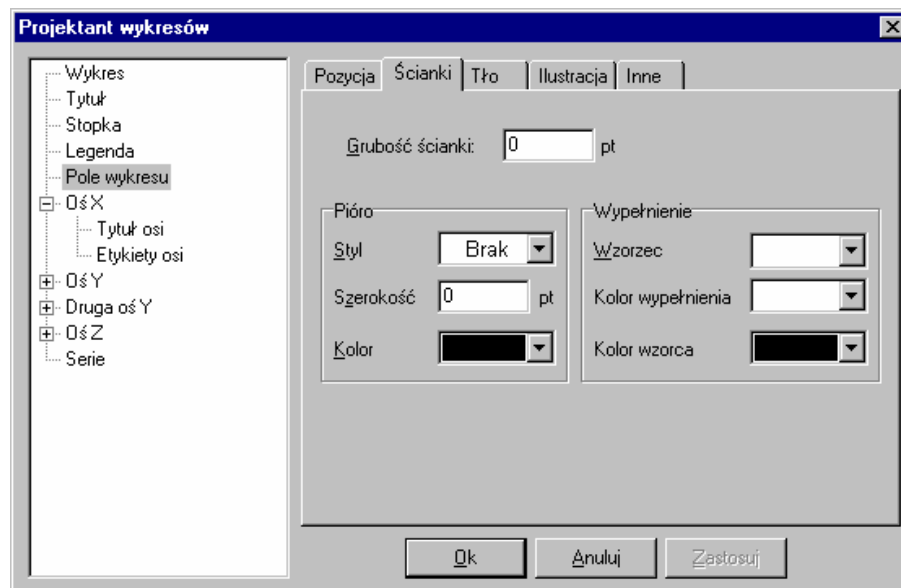 Projektant wykresów
Wykres
Tytuł
Stopka
Legenda
Pole wykresu
Oś X
Tytuł osi
Etykiety osi
Oś Y
Druga oś Y
Oś Z
Serie
Pozycja Ścianki Tło Ilustracja Inne
Grubość ścianki: 0 pt
Pióro
Styl Brak
Szerokość 0 pt
Kolor
Wypełnienie
Wzorzec
Kolor wypełnienia
Kolor wzorca
Ok Anuluj Zastosuj